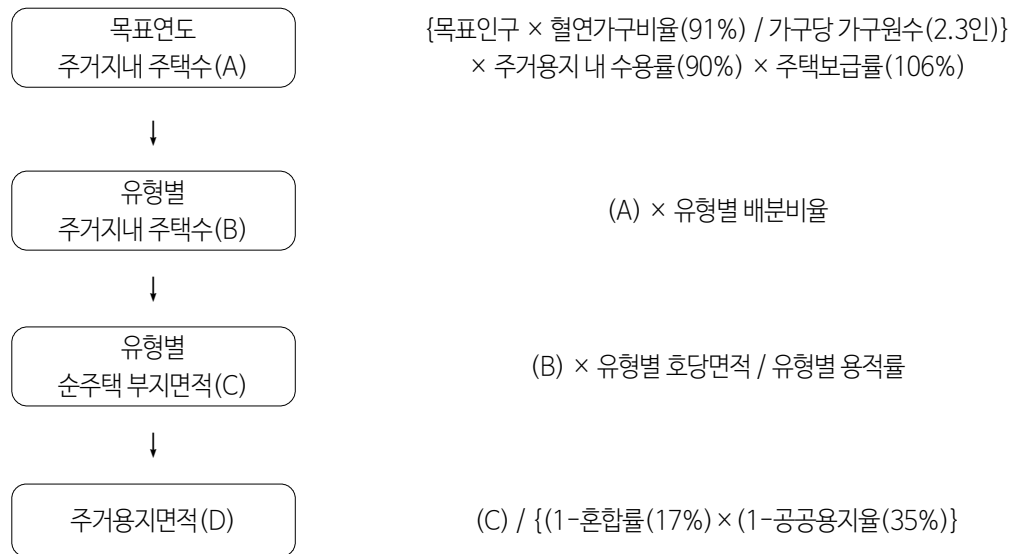 목표연도
주거지내 주택수(A)
{목표인구 × 혈연가구비율(91%) / 가구당 가구원수(2.3인)}
× 주거용지 내 수용률(90%) × 주택보급률(106%)
↓
유형별
주거지내 주택수(B)
(A) × 유형별 배분비율
↓
유형별
순주택 부지면적(C)
(B) × 유형별 호당면적 / 유형별 용적률
↓
주거용지면적(D)
(C) / {(1-혼합률(17%)×(1-공공용지율(35%)}